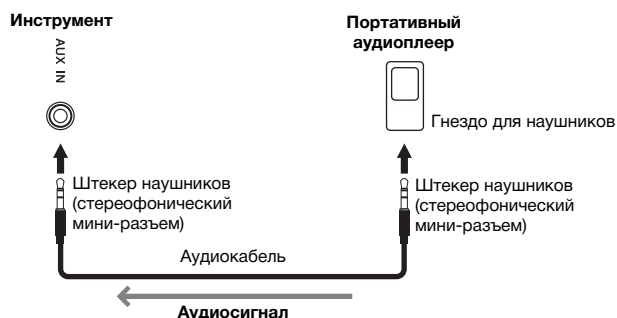 Инструмент
AUX IN
Портативный
аудиоплеер
Гнездо для наушников
Штекер наушников
(стереофонический
мини-разъем)
Штекер наушников
(стереофонический
мини-разъем)
Аудиокабель
Аудиосигнал